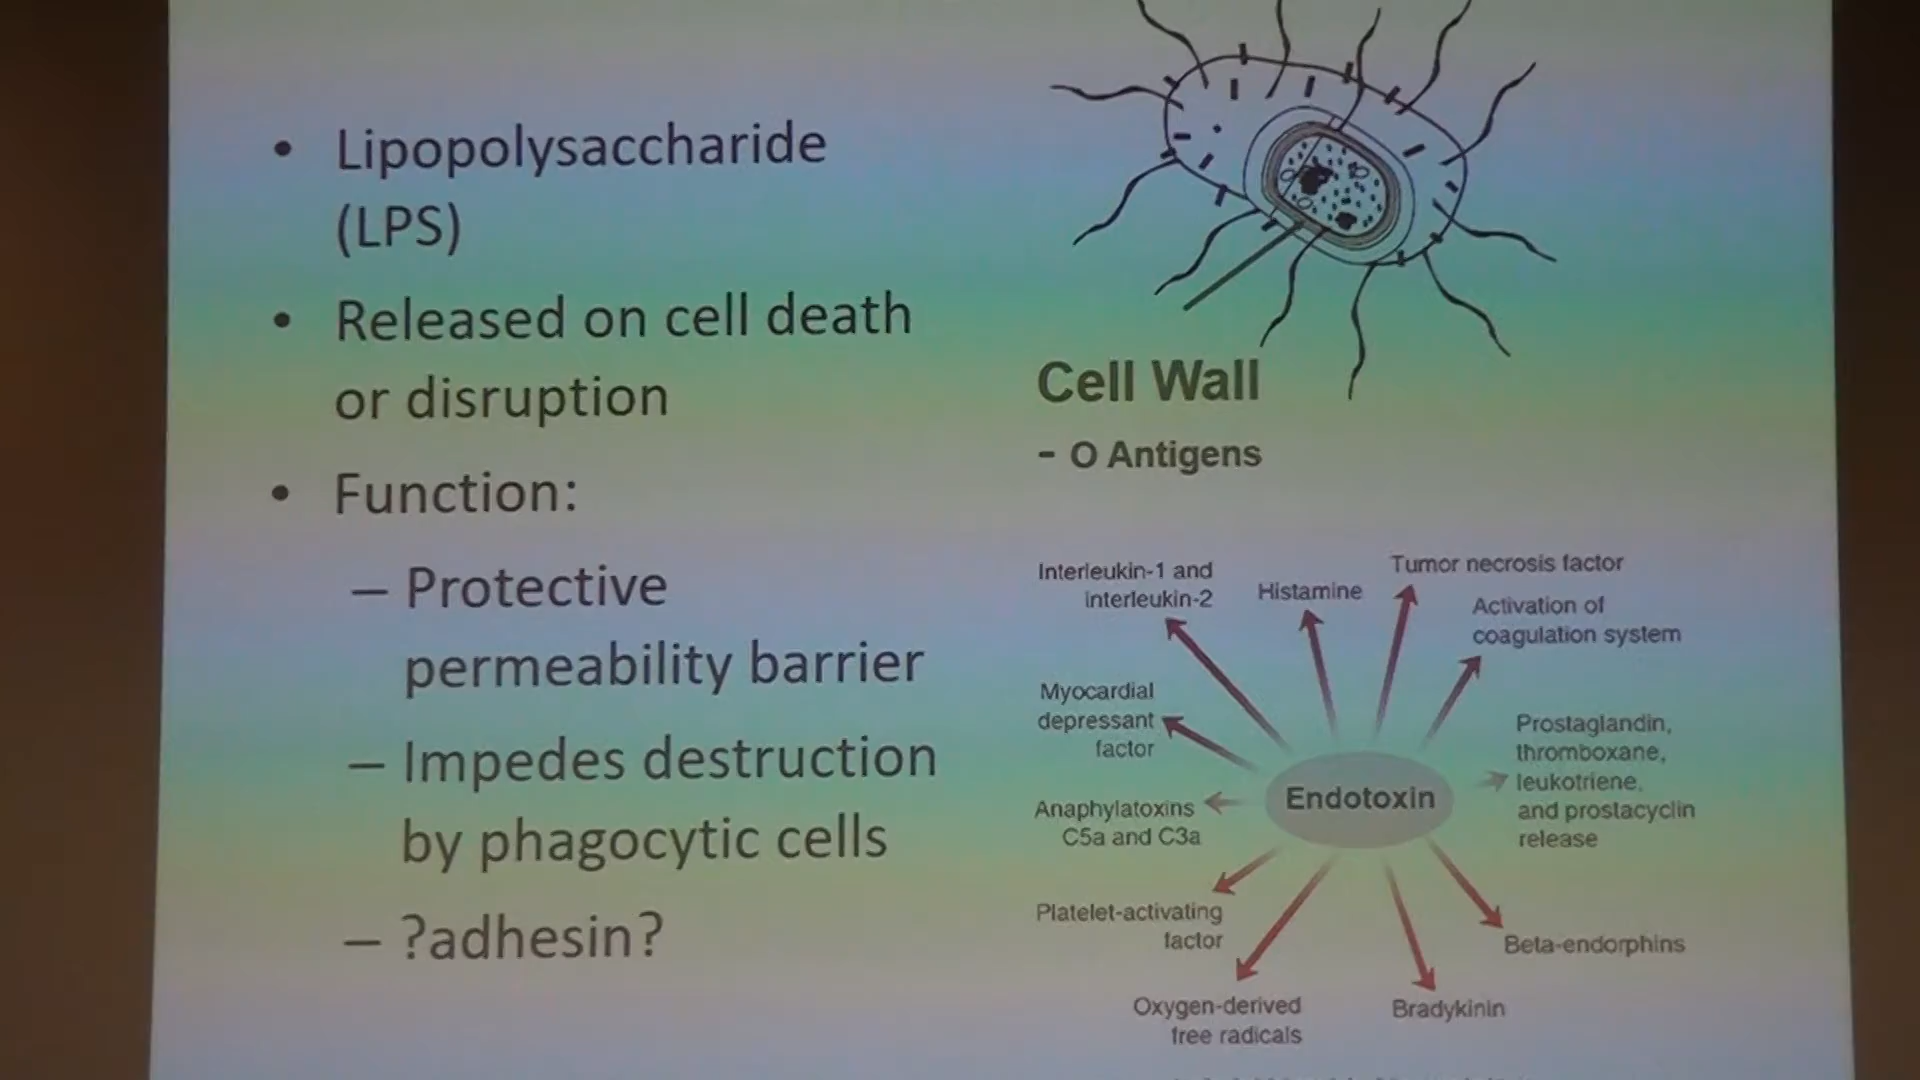 • Lipopolysaccharide
(LPS)
• Released on cell death
or disruption
• Function:
– Protective
permeability barrier
– Impedes destruction
by phagocytic cells
– ?adhesin?
Cell Wall
- O Antigens
Interleukin-1 and
interleukin-2
Histamine
Tumor necrosis factor
Activation of
coagulation system
Myocardial
depressant
factor
Prostaglandin,
thromboxane,
leukotriene,
and prostacyclin
release
Endotoxin
Anaphylatoxins
C5a and C3a
Platelet-activating
factor
Beta-endorphins
Oxygen-derived
free radicals
Bradykinin